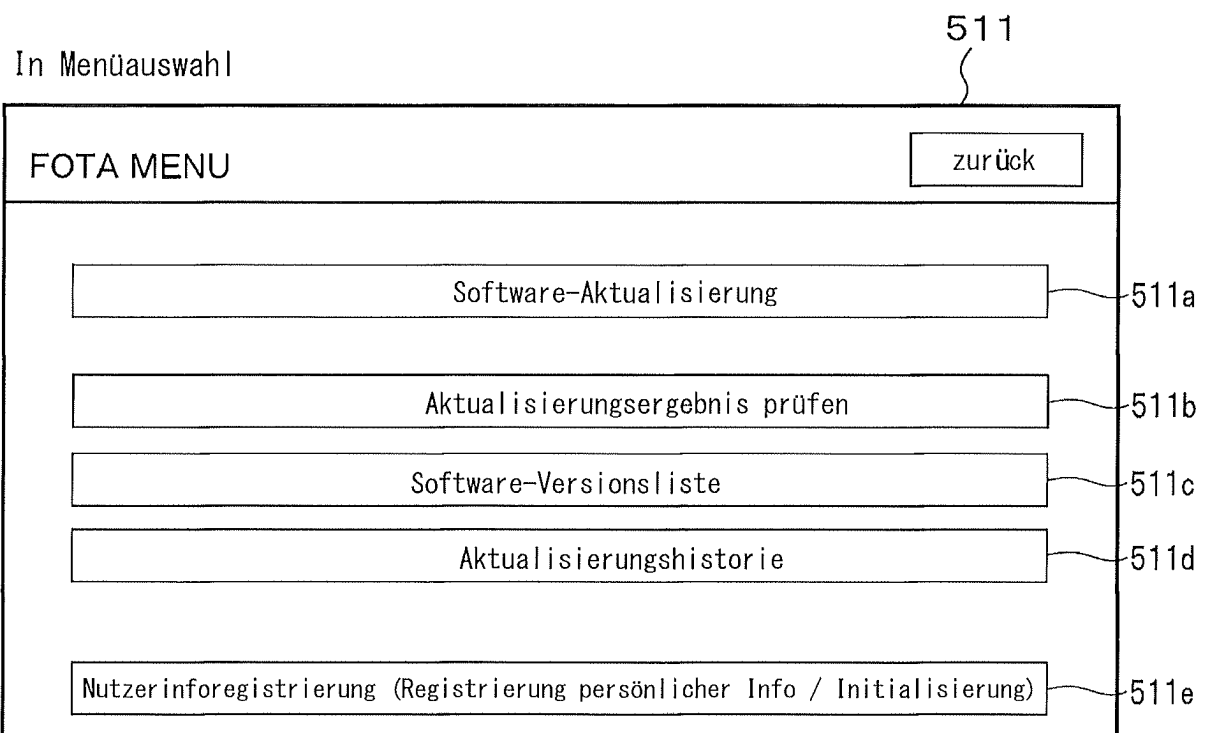 511
In Menüauswahl
FOTA MENU
zurück
Software-Aktualisierung
511a
Aktualisierungsergebnis prüfen
511b
Software-Versionsliste
511c
Aktualisierungshistorie
511d
Nutzerinforegistrierung (Registrierung persönlicher Info / Initialisierung)
511e